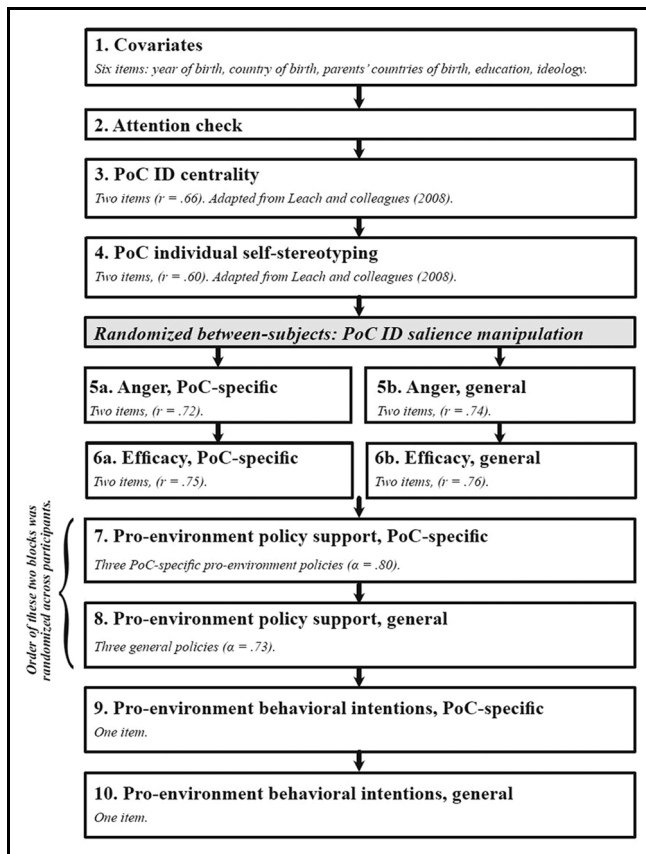 1. Covariates
Six items: year of birth, country of birth, parents' countries of birth, education, ideology.
2. Attention check
3. PoC ID centrality
Two items (r = .66). Adapted from Leach and colleagues (2008).
4. PoC individual self-stereotyping
Two items, (r = .60). Adapted from Leach and colleagues (2008).
Randomized between-subjects: PoC ID salience manipulation
5a. Anger, PoC-specific
Two items, (r = .72).
5b. Anger, general
Two items, (r = .74).
6a. Efficacy, PoC-specific
Two items, (r = .75).
6b. Efficacy, general
Two items, (r = .76).
Order of these two blocks was
randomized across participants.
7. Pro-environment policy support, PoC-specific
Three PoC-specific pro-environment policies (α = .80).
8. Pro-environment policy support, general
Three general policies (α = .73).
9. Pro-environment behavioral intentions, PoC-specific
One item.
10. Pro-environment behavioral intentions, general
One item.